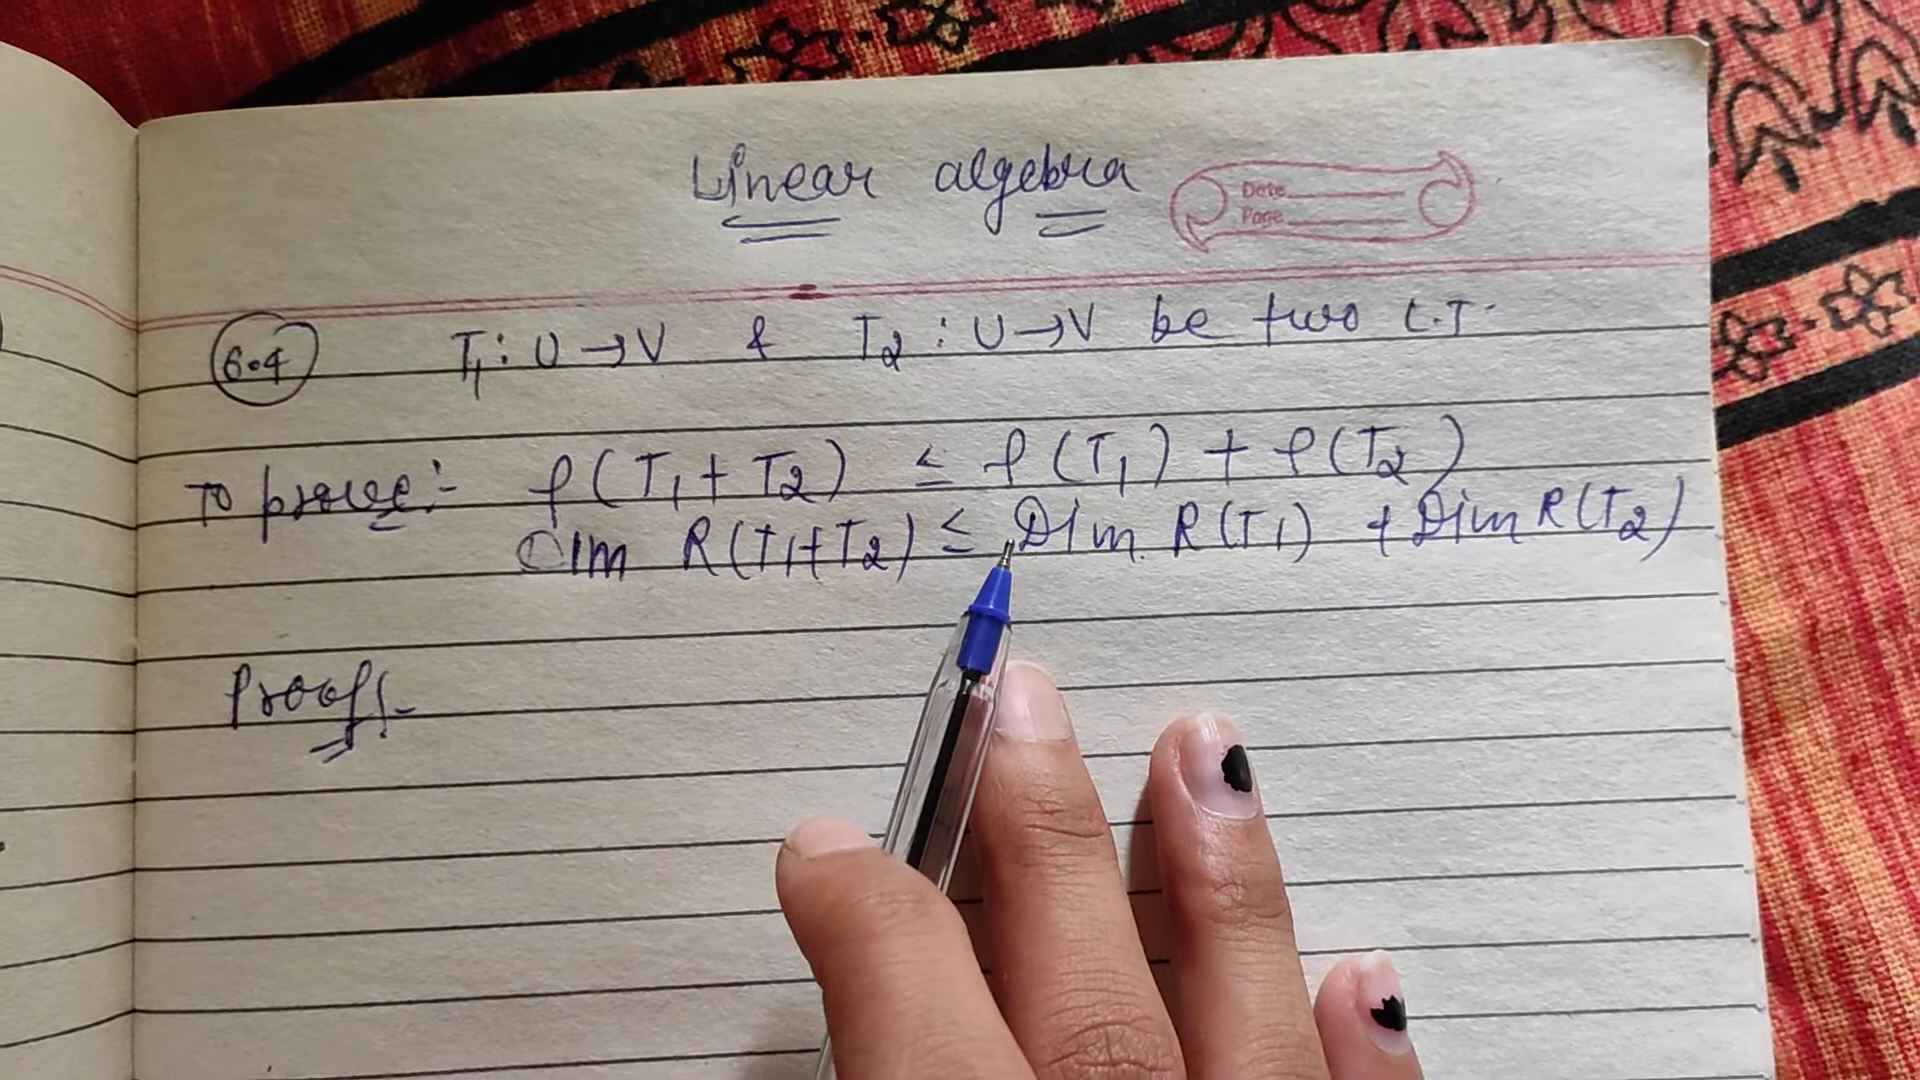 Linear algebra
Date
Page
6.4 T₁ : U → V & T₂ : U → V be two L.T.
To prove :- ρ(T₁ + T₂) ≤ ρ(T₁) + ρ(T₂)
Dim R(T₁+T₂) ≤ Dim R(T₁) + Dim R(T₂)
Proof:-